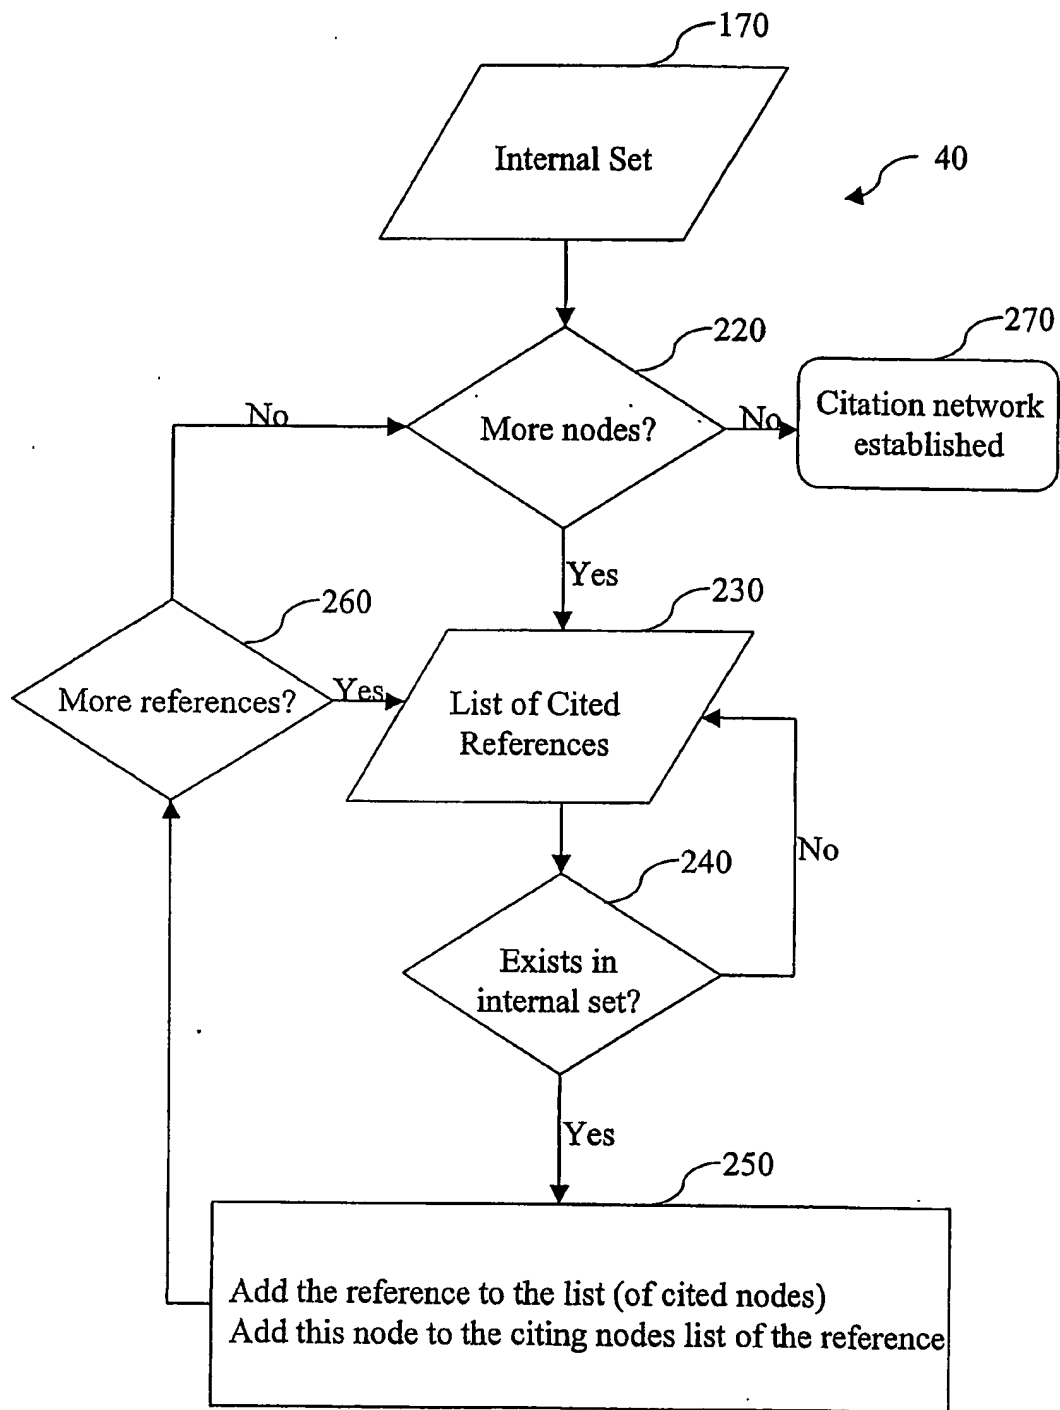 170
Internal Set
40
220
270
No
More nodes?
No
Citation network
established
Yes
260
230
More references?
Yes
List of Cited
References
No
240
Exists in
internal set?
Yes
250
Add the reference to the list (of cited nodes)
Add this node to the citing nodes list of the reference